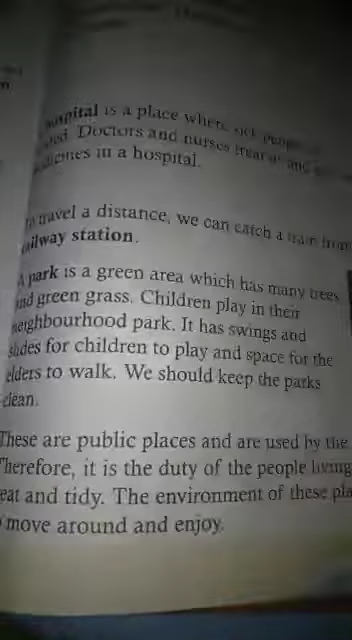 hospital is a place where sick people
Doctors and nurses treat us and
medicines in a hospital.
To travel a distance, we can catch a train from
railway station.
A park is a green area which has many trees
and green grass. Children play in their
neighbourhood park. It has swings and
slides for children to play and space for the
elders to walk. We should keep the parks
clean.
These are public places and are used by the
Therefore, it is the duty of the people living
neat and tidy. The environment of these
move around and enjoy.